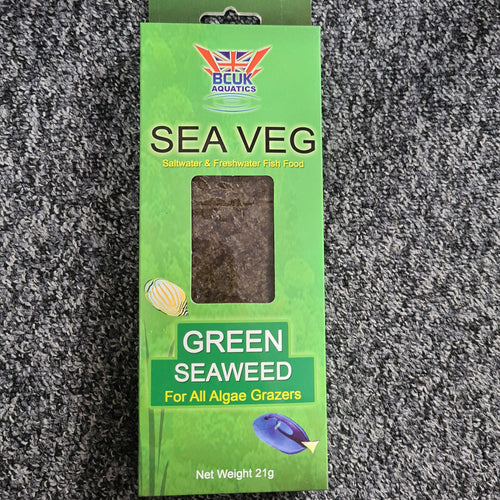 BCUK
AQUATICS
SEA VEG
Saltwater & Freshwater Fish Food
GREEN
SEAWEED
For All Algae Grazers
Net Weight 21g